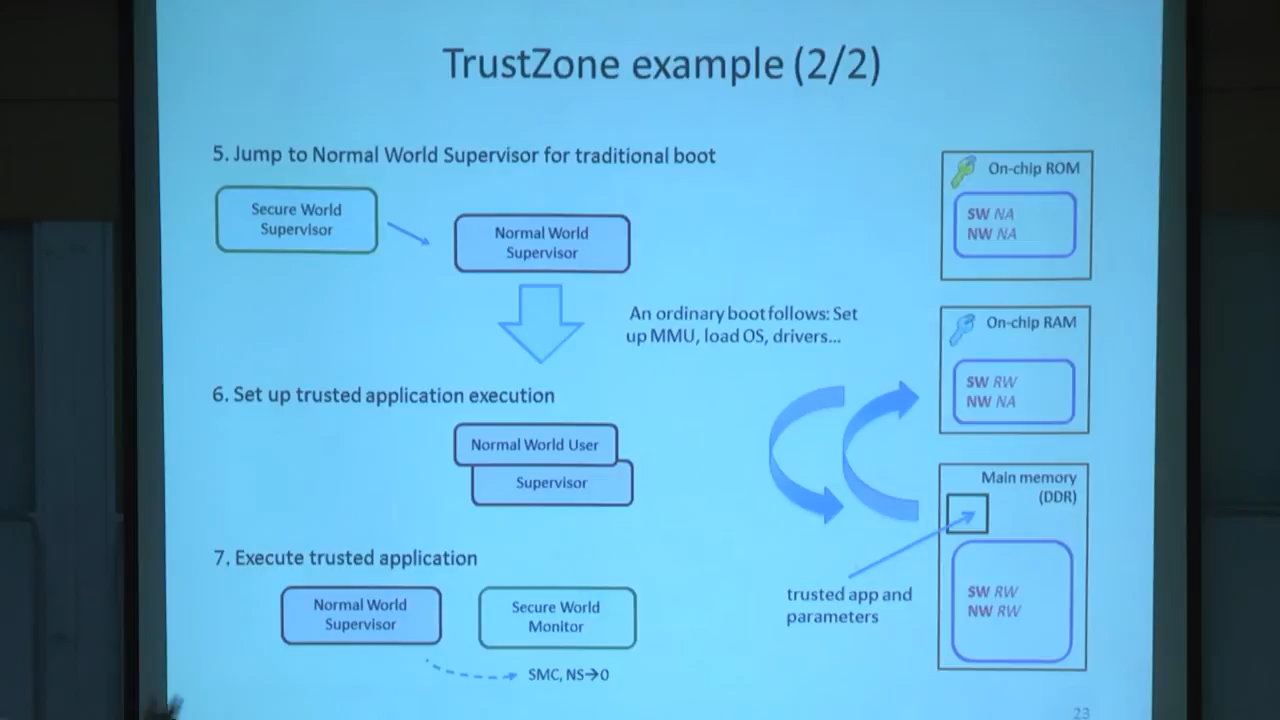 TrustZone example (2/2)
5. Jump to Normal World Supervisor for traditional boot
Secure World
Supervisor
Normal World
Supervisor
An ordinary boot follows: Set
up MMU, load OS, drivers...
6. Set up trusted application execution
Normal World User
Supervisor
7. Execute trusted application
Normal World
Supervisor
Secure World
Monitor
SMC, NS→0
On-chip ROM
SW NA
NW NA
On-chip RAM
SW RW
NW NA
Main memory
(DDR)
SW RW
NW RW
trusted app and
parameters
23